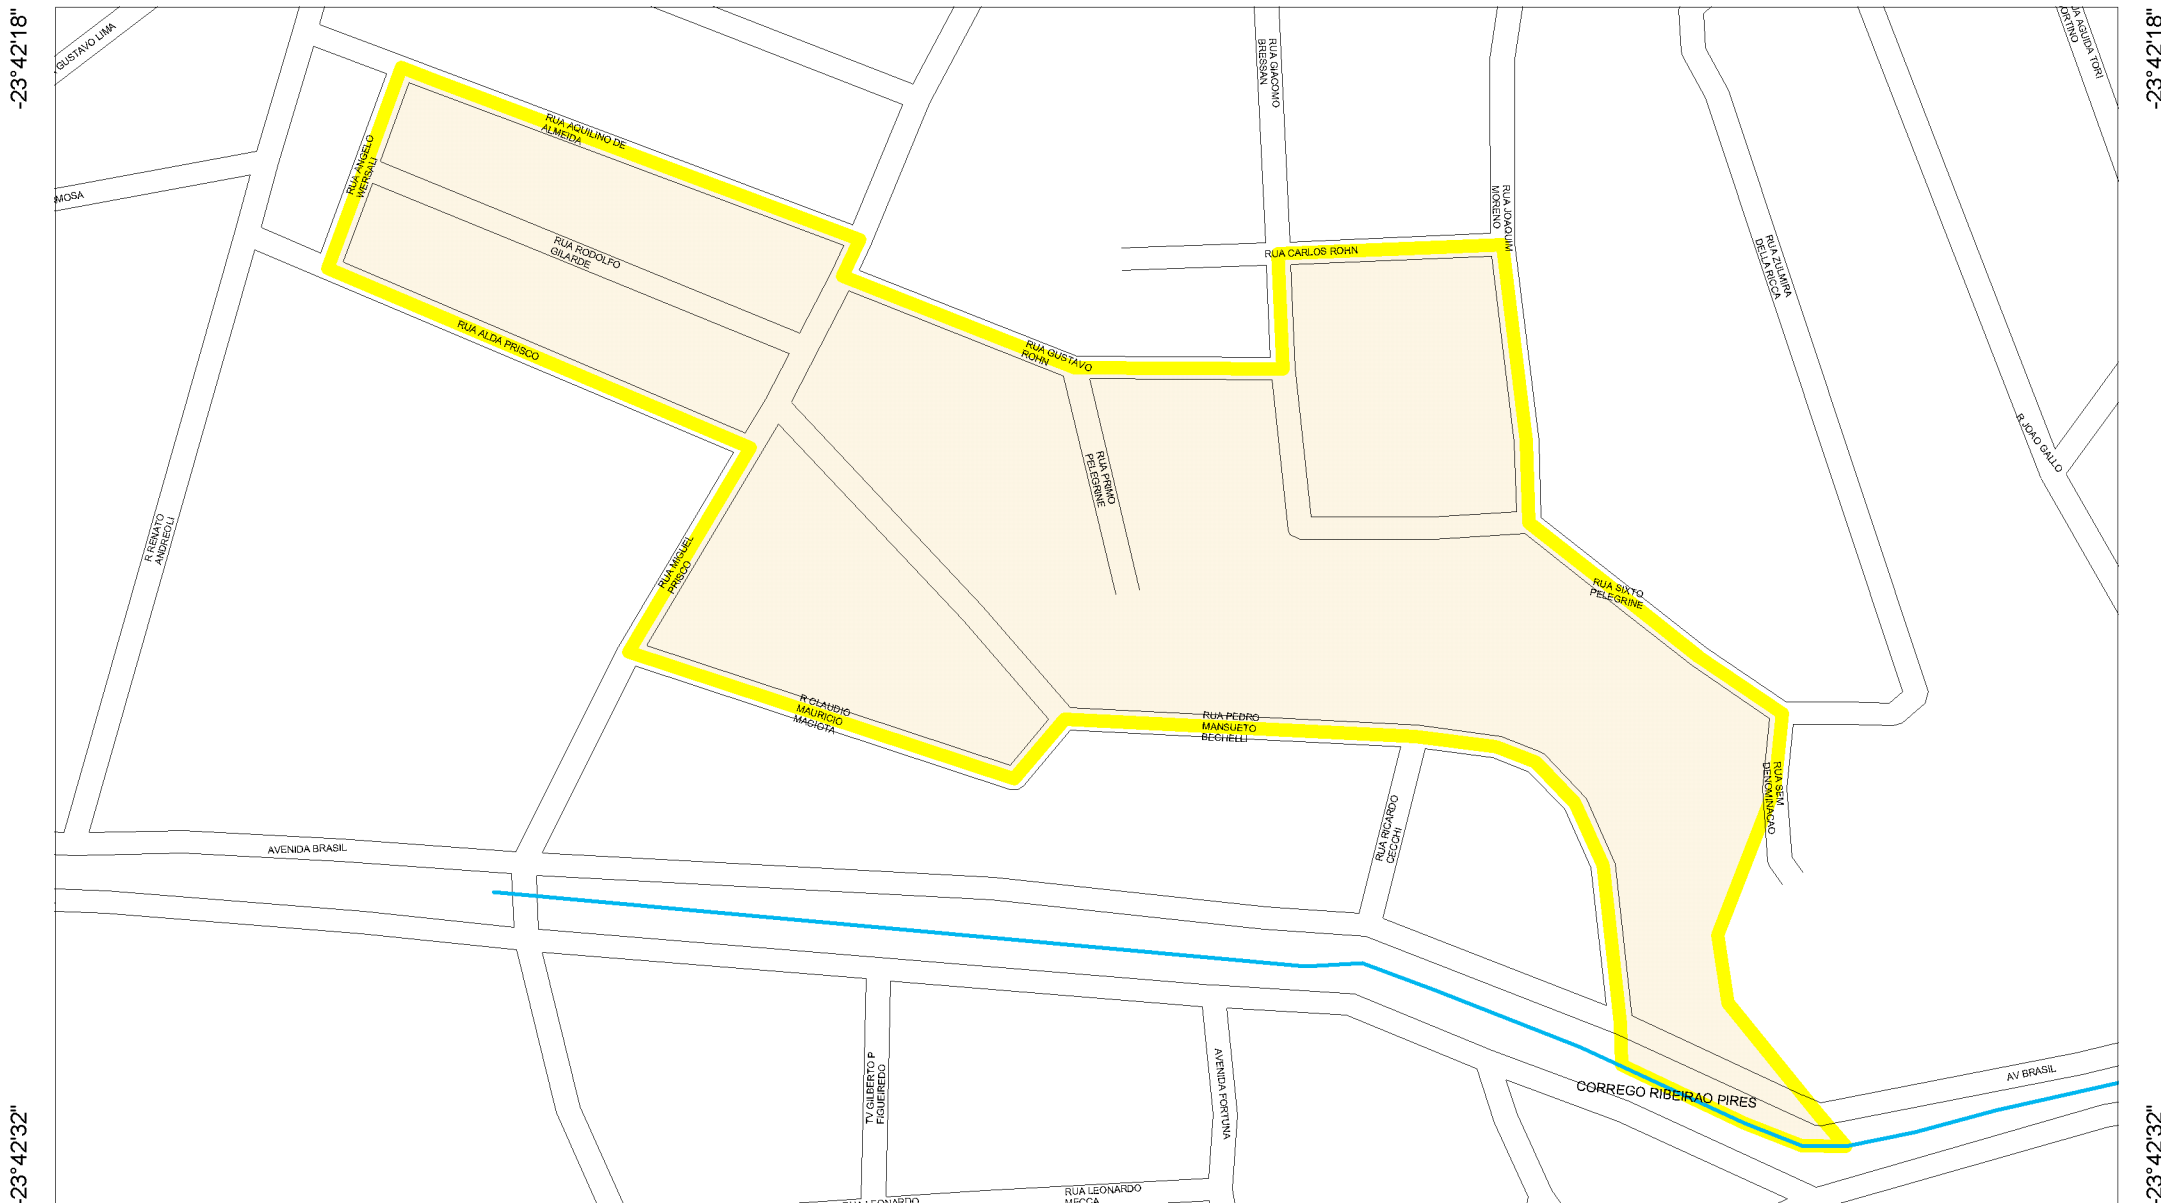 -23°42'18"
-23°42'18"
GUSTAVO LIMA
RUA GIACOMO
BRESSAN
RUA AQUILINO DE
ALMEIDA
RUA ANGELO
WERSALI
MOSA
RUA JOAQUIM
MORENO
RUA RODOLFO
GILARDE
RUA CARLOS ROHN
RUA ZULMIRA
DELLA RICCA
RUA ALDA PRISCO
RUA GUSTAVO
ROHN
R JOAO GALLO
RUA PRIMO
PELEGRINE
R RENATO
ANDREOLI
RUA MIGUEL
PRISCO
RUA SIXTO
PELEGRINE
R CLAUDIO
MAURICIO
MACIOTA
RUA PEDRO
MANSUETO
BECHELLI
RUA SEM
DENOMINACAO
RUA RICARDO
CECCHI
AVENIDA BRASIL
TV GILBERTO P
FIGUEIREDO
AVENIDA FORTUNA
CORREGO RIBEIRAO PIRES
AV BRASIL
-23°42'32"
-23°42'32"
RUA LEONARDO
MECCA
RUA LEONARDO